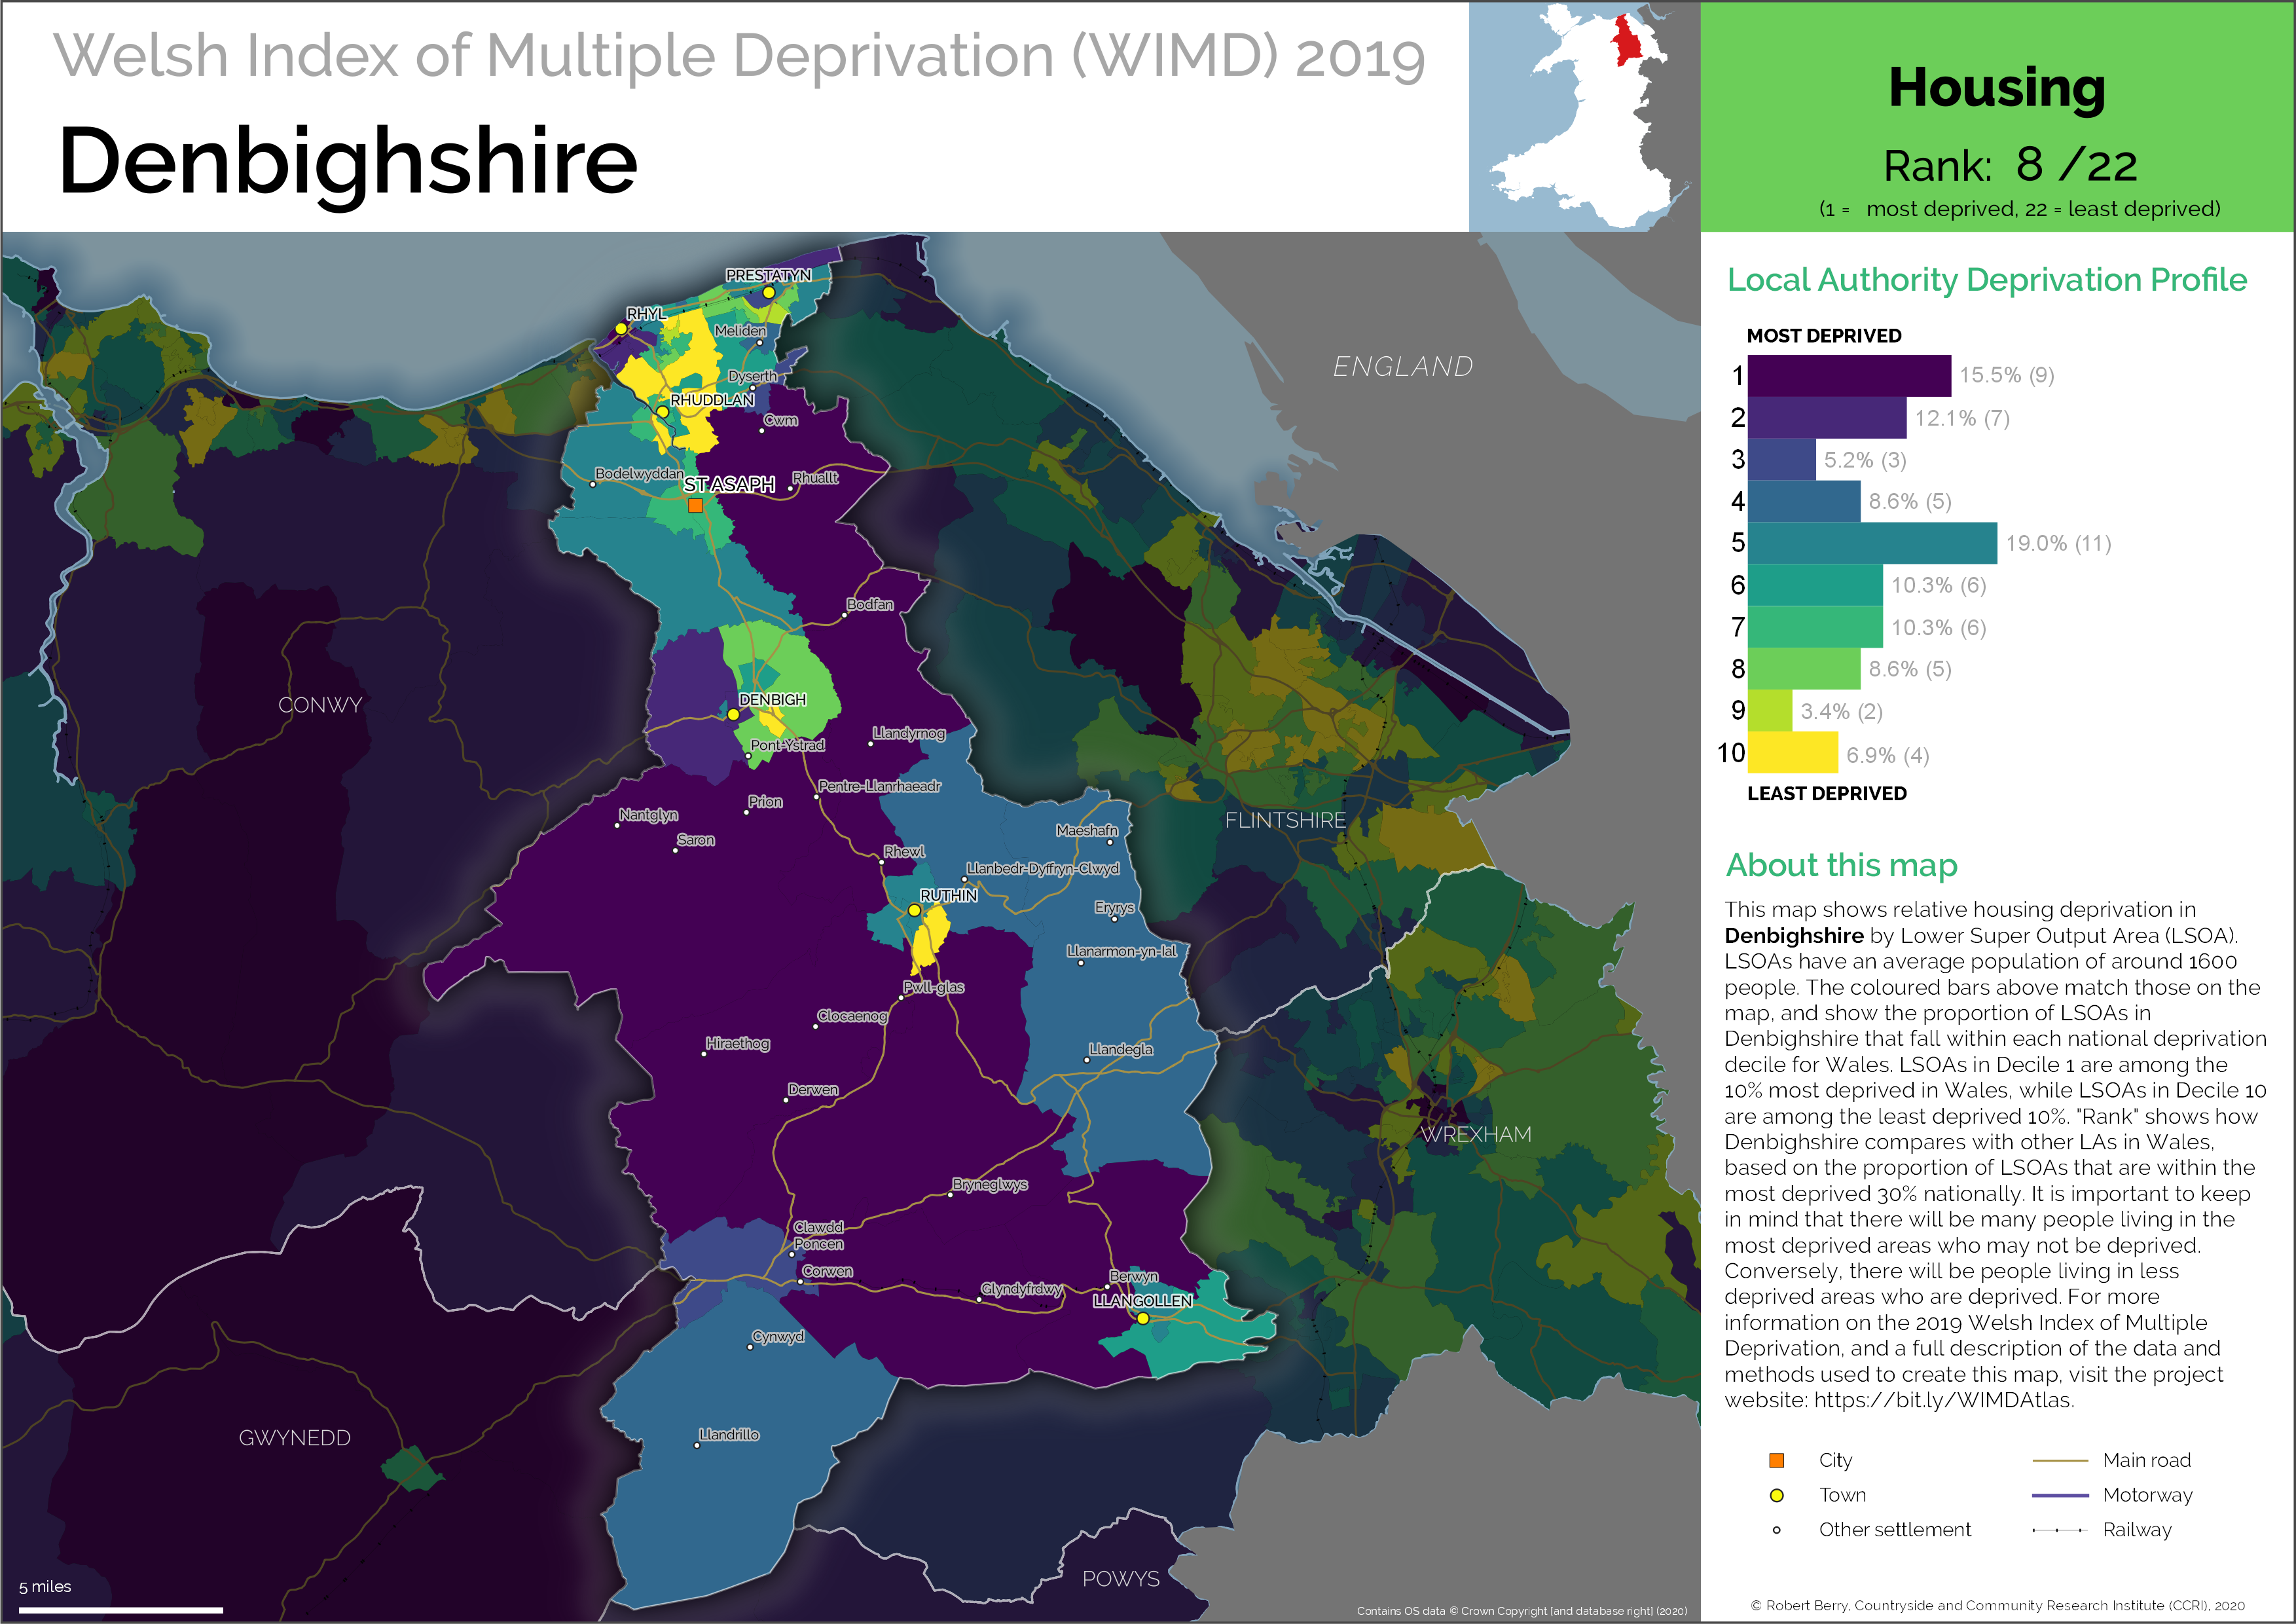 Welsh Index of Multiple Deprivation (WIMD) 2019
Denbighshire
Housing
Rank: 8 /22
(1 = most deprived, 22 = least deprived)
Local Authority Deprivation Profile
MOST DEPRIVED
1 15.5% (9)
2 12.1% (7)
3 5.2% (3)
4 8.6% (5)
5 19.0% (11)
6 10.3% (6)
7 10.3% (6)
8 8.6% (5)
9 3.4% (2)
10 6.9% (4)
LEAST DEPRIVED
About this map
This map shows relative housing deprivation in
Denbighshire by Lower Super Output Area (LSOA).
LSOAs have an average population of around 1600
people. The coloured bars above match those on the
map, and show the proportion of LSOAs in
Denbighshire that fall within each national deprivation
decile for Wales. LSOAs in Decile 1 are among the
10% most deprived in Wales, while LSOAs in Decile 10
are among the least deprived 10%. "Rank" shows how
Denbighshire compares with other LAs in Wales,
based on the proportion of LSOAs that are within the
most deprived 30% nationally. It is important to keep
in mind that there will be many people living in the
most deprived areas who may not be deprived.
Conversely, there will be people living in less
deprived areas who are deprived. For more
information on the 2019 Welsh Index of Multiple
Deprivation, and a full description of the data and
methods used to create this map, visit the project
website: https://bit.ly/WIMDAtlas.
City
Town
Other settlement
Main road
Motorway
Railway
© Robert Berry, Countryside and Community Research Institute (CCRI), 2020
PRESTATYN
RHYL
Meliden
ENGLAND
Dyserth
RHUDDLAN
Cwm
Bodelwyddan
ST ASAPH
Rhuallt
Bodfan
CONWY
DENBIGH
Llandyrnog
Pont-Ystrad
Pentre-Llanrhaeadr
Prion
Nantglyn
Saron
Maeshafn
FLINTSHIRE
Rhewl
Llanbedr-Dyffryn-Clwyd
RUTHIN
Eryrys
Llanarmon-yn-Ial
Pwll-glas
Clocaenog
Hiraethog
Llandegla
Derwen
WREXHAM
Bryneglwys
Clawdd
Poncen
Corwen
Berwyn
Glyndyfrdwy
LLANGOLLEN
Cynwyd
GWYNEDD
Llandrillo
POWYS
5 miles
Contains OS data © Crown Copyright [and database right] (2020)